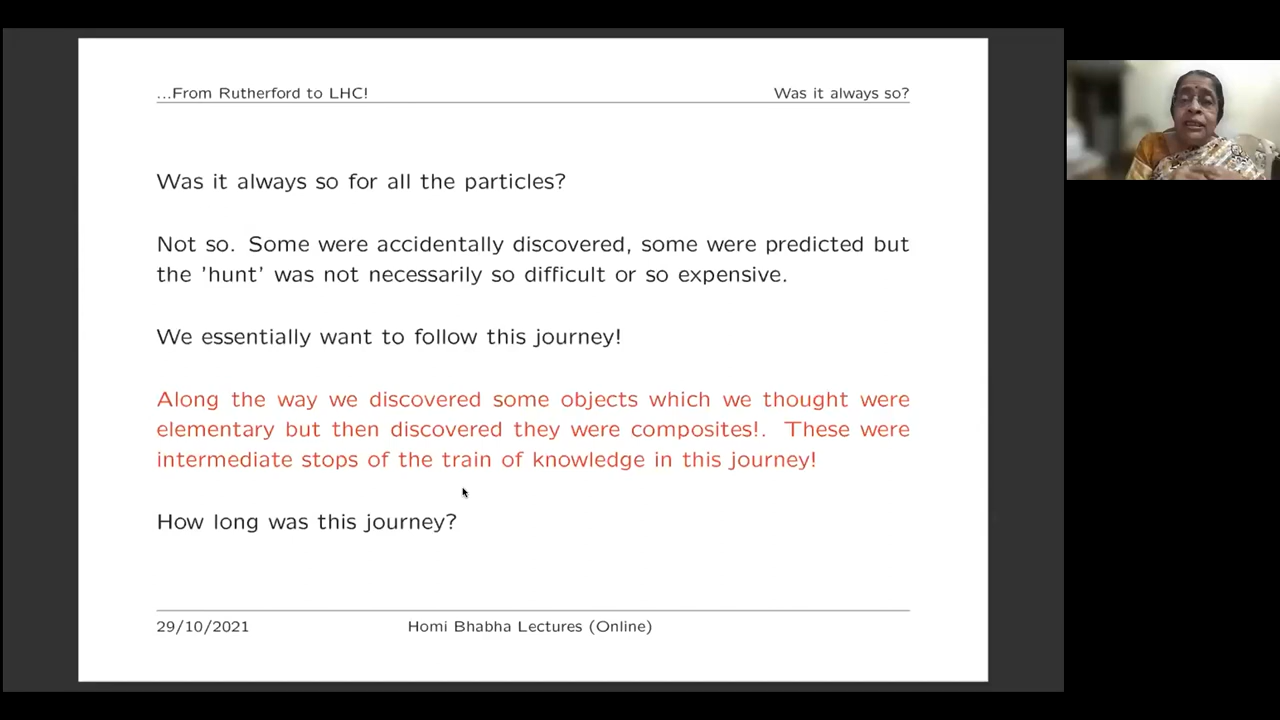 ...From Rutherford to LHC! Was it always so?
Was it always so for all the particles?
Not so. Some were accidentally discovered, some were predicted but
the 'hunt' was not necessarily so difficult or so expensive.
We essentially want to follow this journey!
Along the way we discovered some objects which we thought were
elementary but then discovered they were composites!. These were
intermediate stops of the train of knowledge in this journey!
How long was this journey?
29/10/2021 Homi Bhabha Lectures (Online)